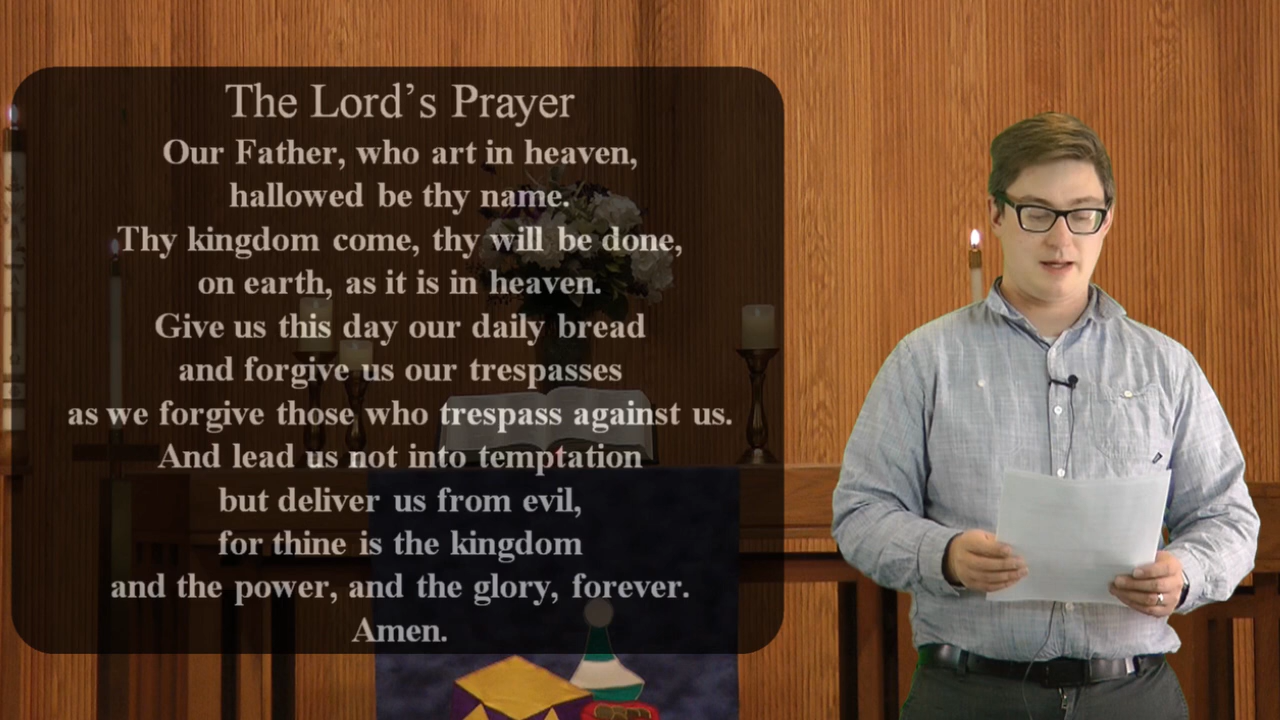 The Lord's Prayer
Our Father, who art in heaven,
hallowed be thy name.
Thy kingdom come, thy will be done,
on earth, as it is in heaven.
Give us this day our daily bread
and forgive us our trespasses
as we forgive those who trespass against us.
And lead us not into temptation
but deliver us from evil,
for thine is the kingdom
and the power, and the glory, forever.
Amen.